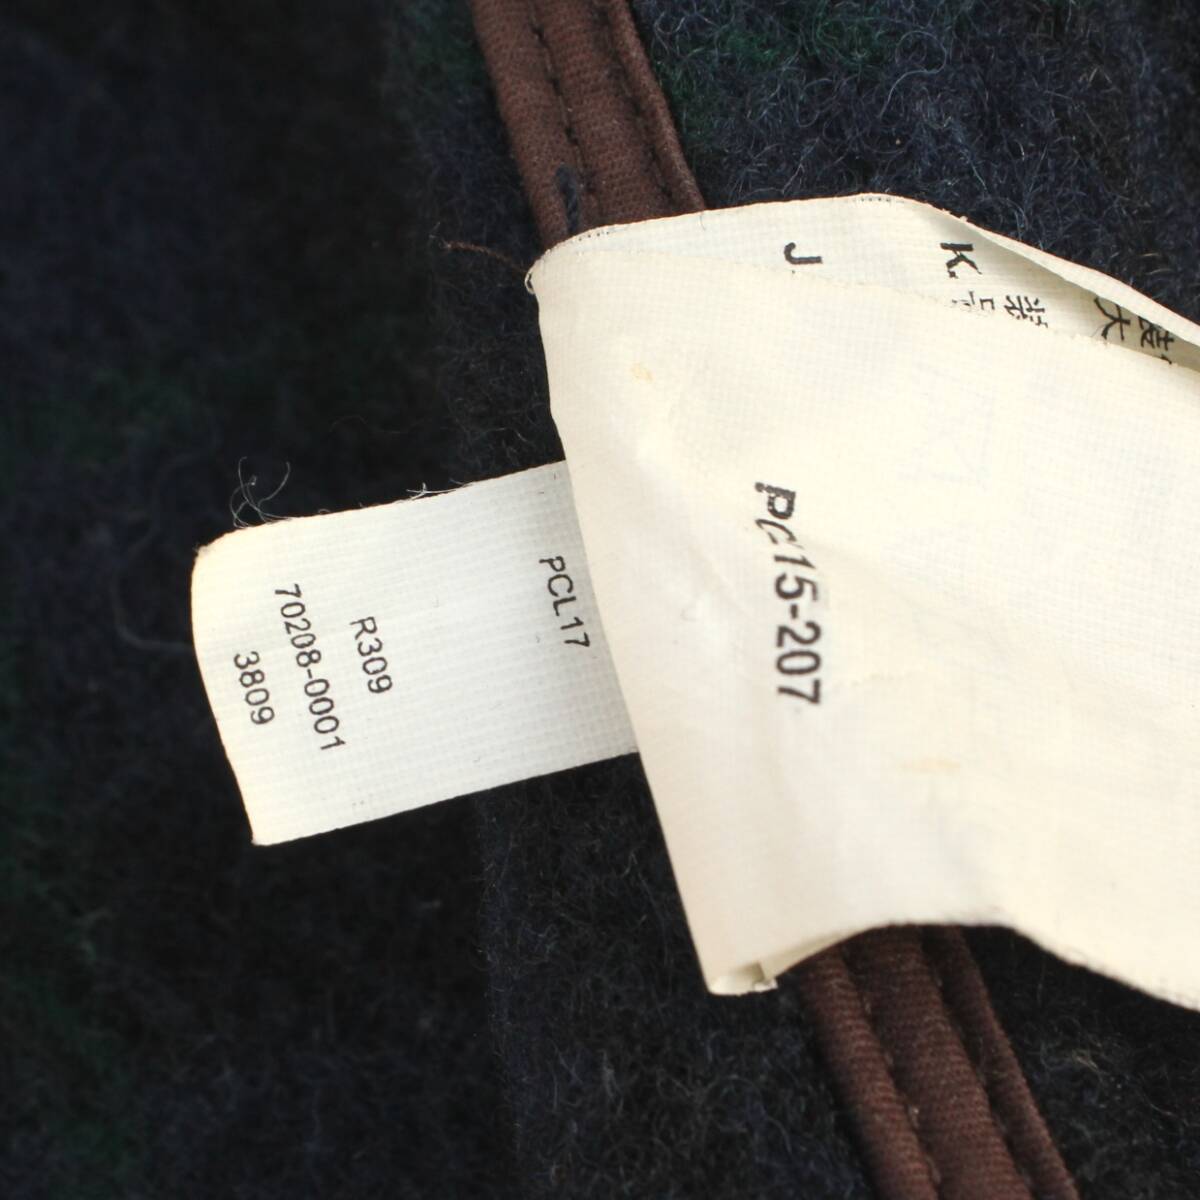 J.
K.
PC15-207
PCL17
R309
70208-0001
3809